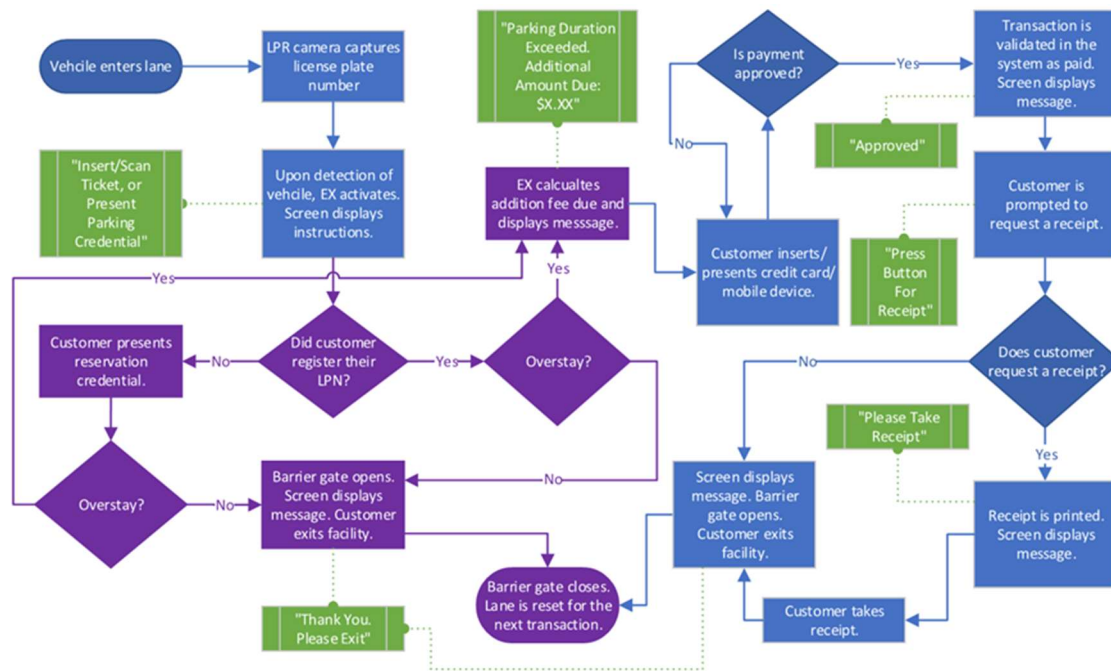 Vehcile enters lane
LPR camera captures
license plate
number
"Parking Duration
Exceeded.
Additional
Amount Due:
$X.XX"
Is payment
approved?
Yes
Transaction is
validated in the
system as paid.
Screen displays
message.
No
"Approved"
"Insert/Scan
Ticket, or
Present
Parking
Credential"
Upon detection of
vehcile, EX activates.
Screen displays
instructions.
EX calcualtes
addition fee due and
displays messsage.
Customer is
prompted to
request a receipt.
Customer inserts/
presents credit card/
mobile device.
"Press
Button
For
Receipt"
Yes
Yes
Customer presents
reservation
credential.
No
Did customer
register their
LPN?
Yes
Overstay?
No
Does customer
request a receipt?
"Please Take
Receipt"
Yes
Overstay?
No
Barrier gate opens.
Screen displays
message. Customer
exits facility.
No
Screen displays
message. Barrier
gate opens.
Customer exits
facility.
Receipt is printed.
Screen displays
message.
"Thank You.
Please Exit"
Barrier gate closes.
Lane is reset for the
next transaction.
Customer takes
receipt.